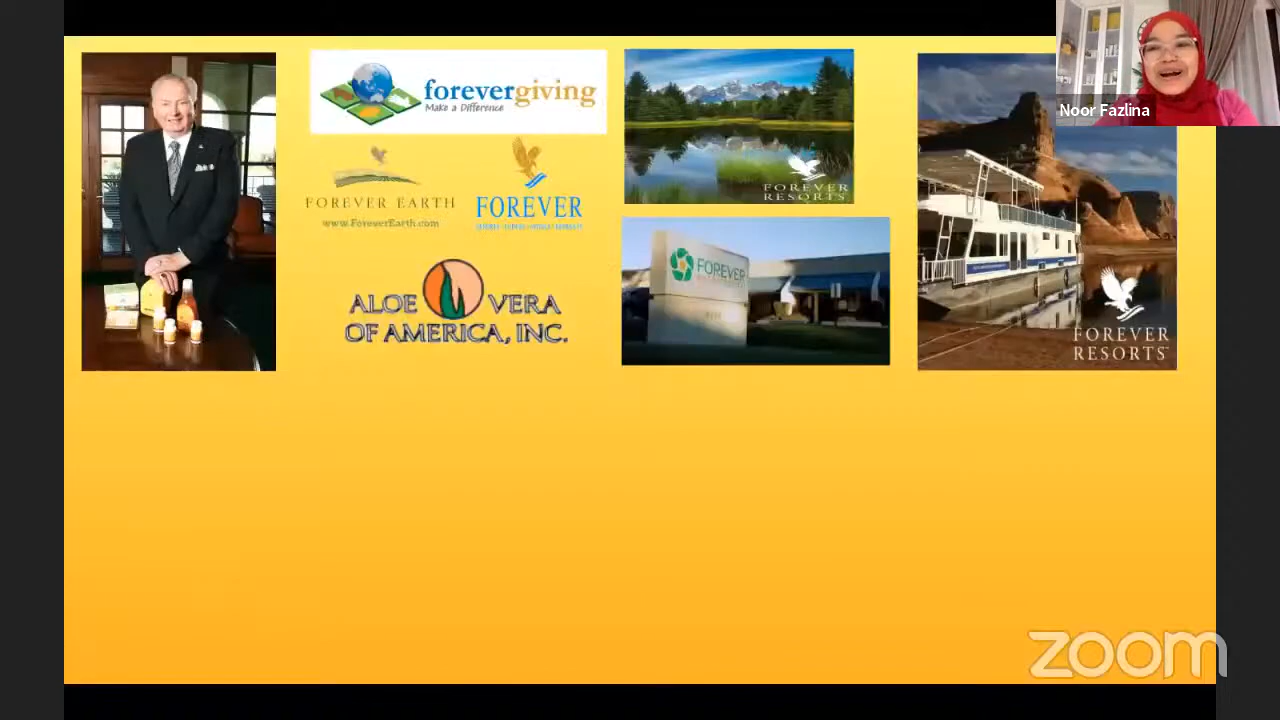 forevergiving
Make a Difference
FOREVER EARTH
www.ForeverEarth.com
FOREVER
ALOE VERA
OF AMERICA, INC.
FOREVER
RESORTS
FOREVER
FOREVER
RESORTS
Noor Fazlina
zoom